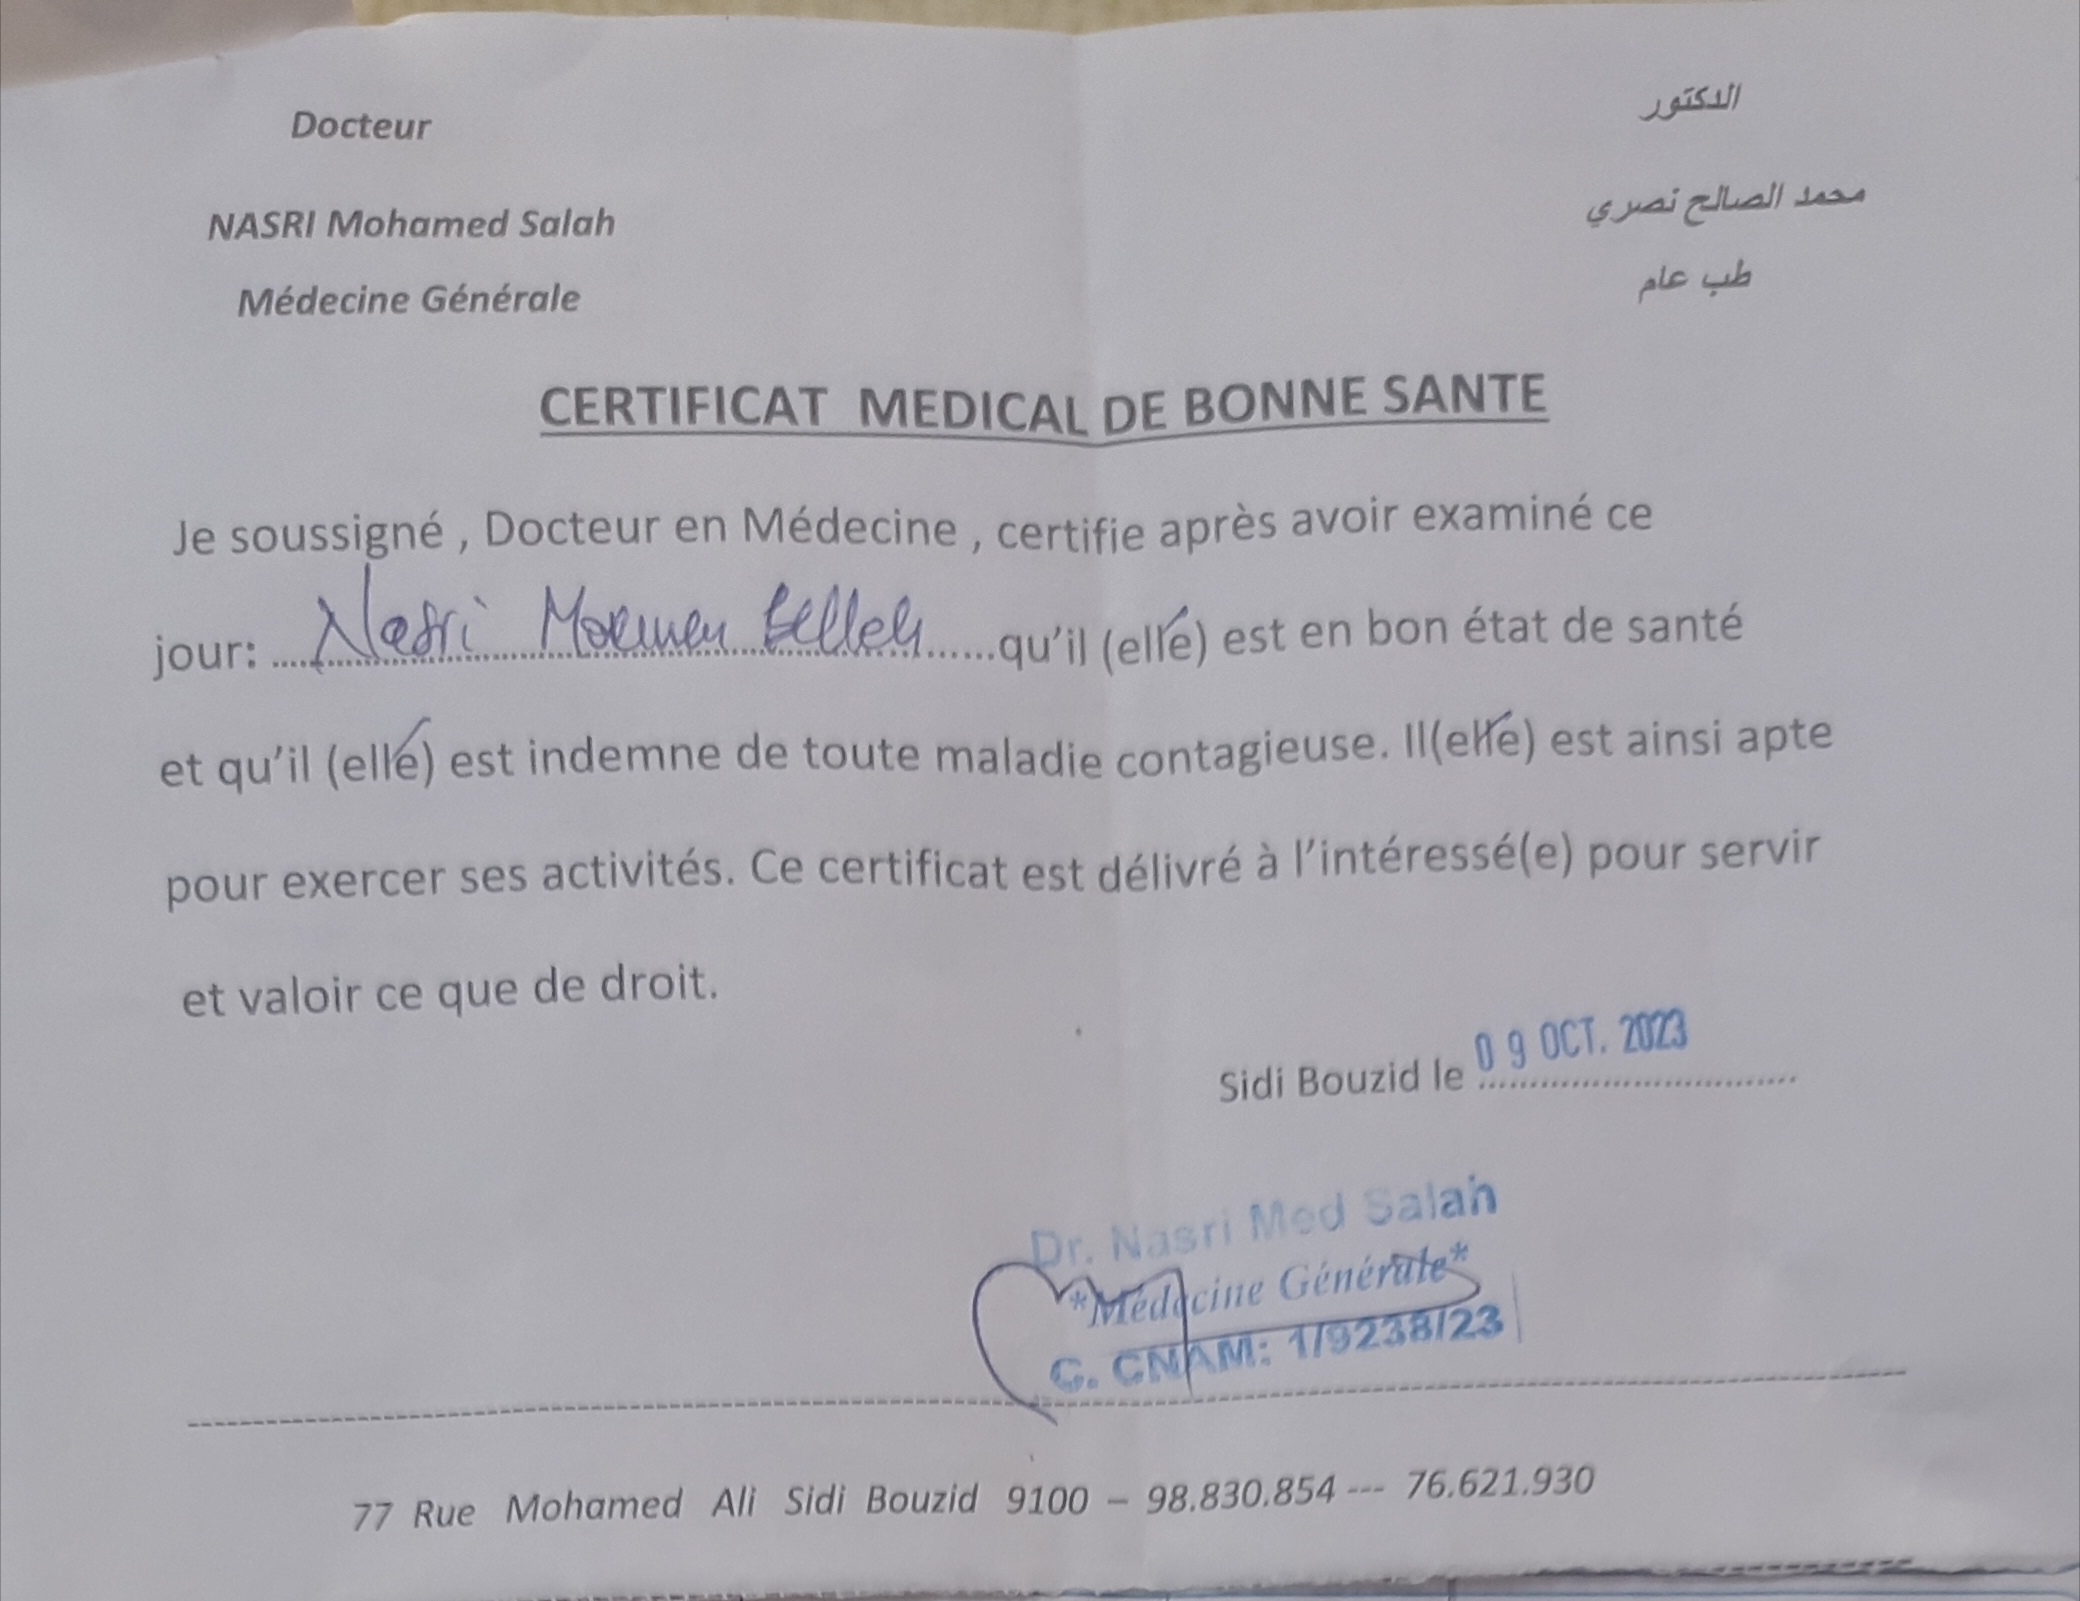 Docteur
الدكتور
NASRI Mohamed Salah
محمد الصالح نصري
Médecine Générale
طب عام
CERTIFICAT MEDICAL DE BONNE SANTE
Je soussigné , Docteur en Médecine , certifie après avoir examiné ce
jour: ..... Nasri Moemen Belleh ......qu'il (elle) est en bon état de santé
et qu'il (elle) est indemne de toute maladie contagieuse. Il(elle) est ainsi apte
pour exercer ses activités. Ce certificat est délivré à l'intéressé(e) pour servir
et valoir ce que de droit.
Sidi Bouzid le 09 OCT. 2023
Dr. Nasri Med Salah
*Médecine Générale*
C. CNAM: 1/9238/23
77 Rue Mohamed Ali Sidi Bouzid 9100 – 98.830.854 --- 76.621.930